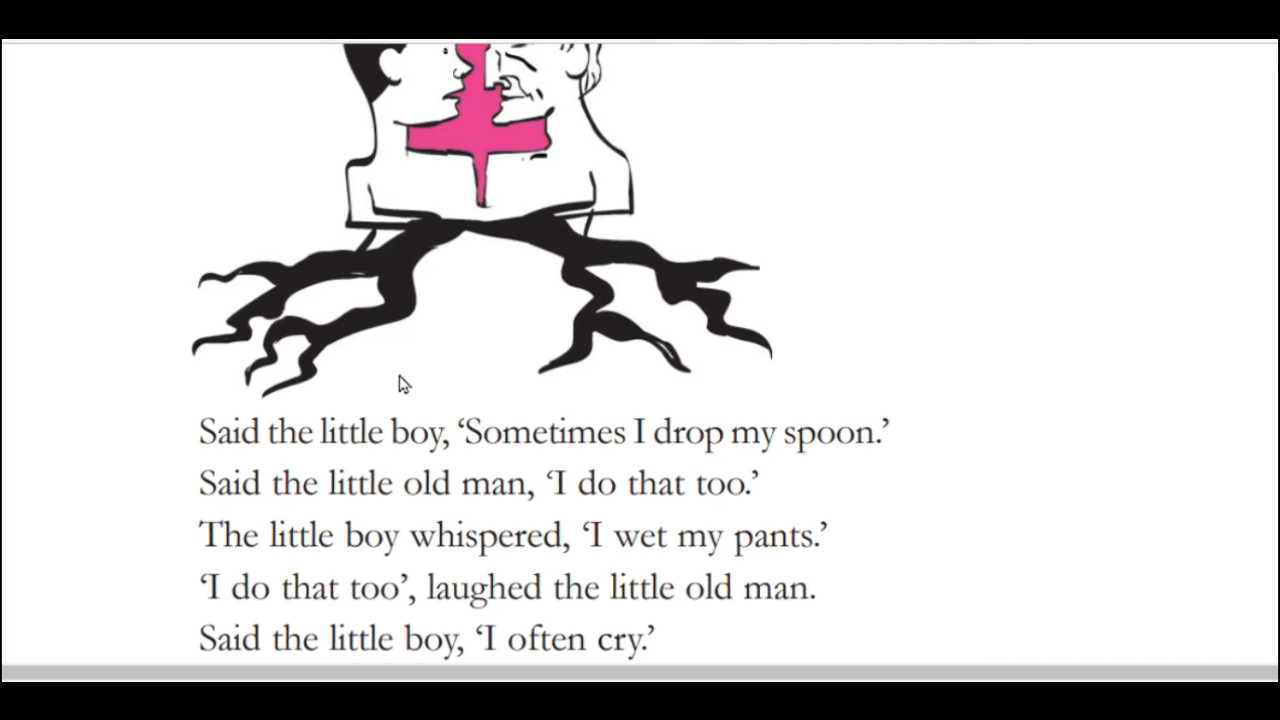 Said the little boy, ‘Sometimes I drop my spoon.’
Said the little old man, ‘I do that too.’
The little boy whispered, ‘I wet my pants.’
‘I do that too’, laughed the little old man.
Said the little boy, ‘I often cry.’